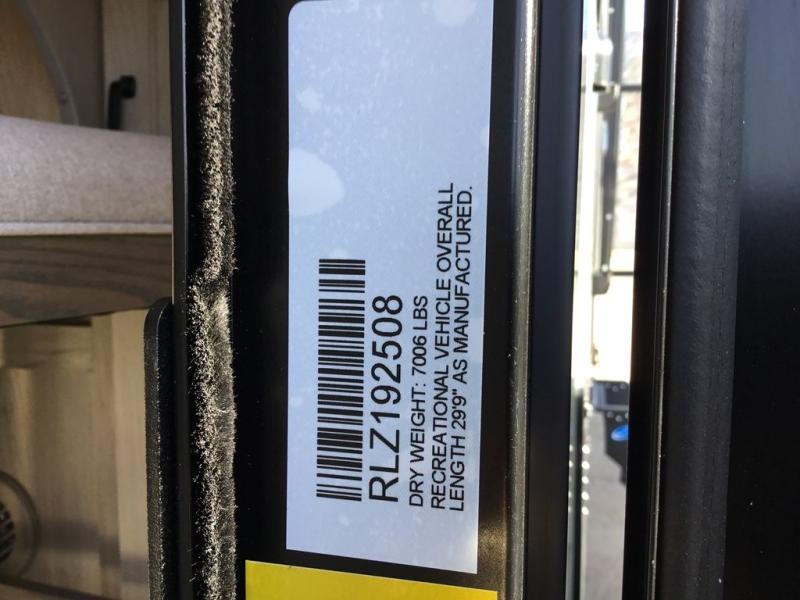 RLZ192508
DRY WEIGHT: 7006 LBS
RECREATIONAL VEHICLE OVERALL
LENGTH 29'9" AS MANUFACTURED.